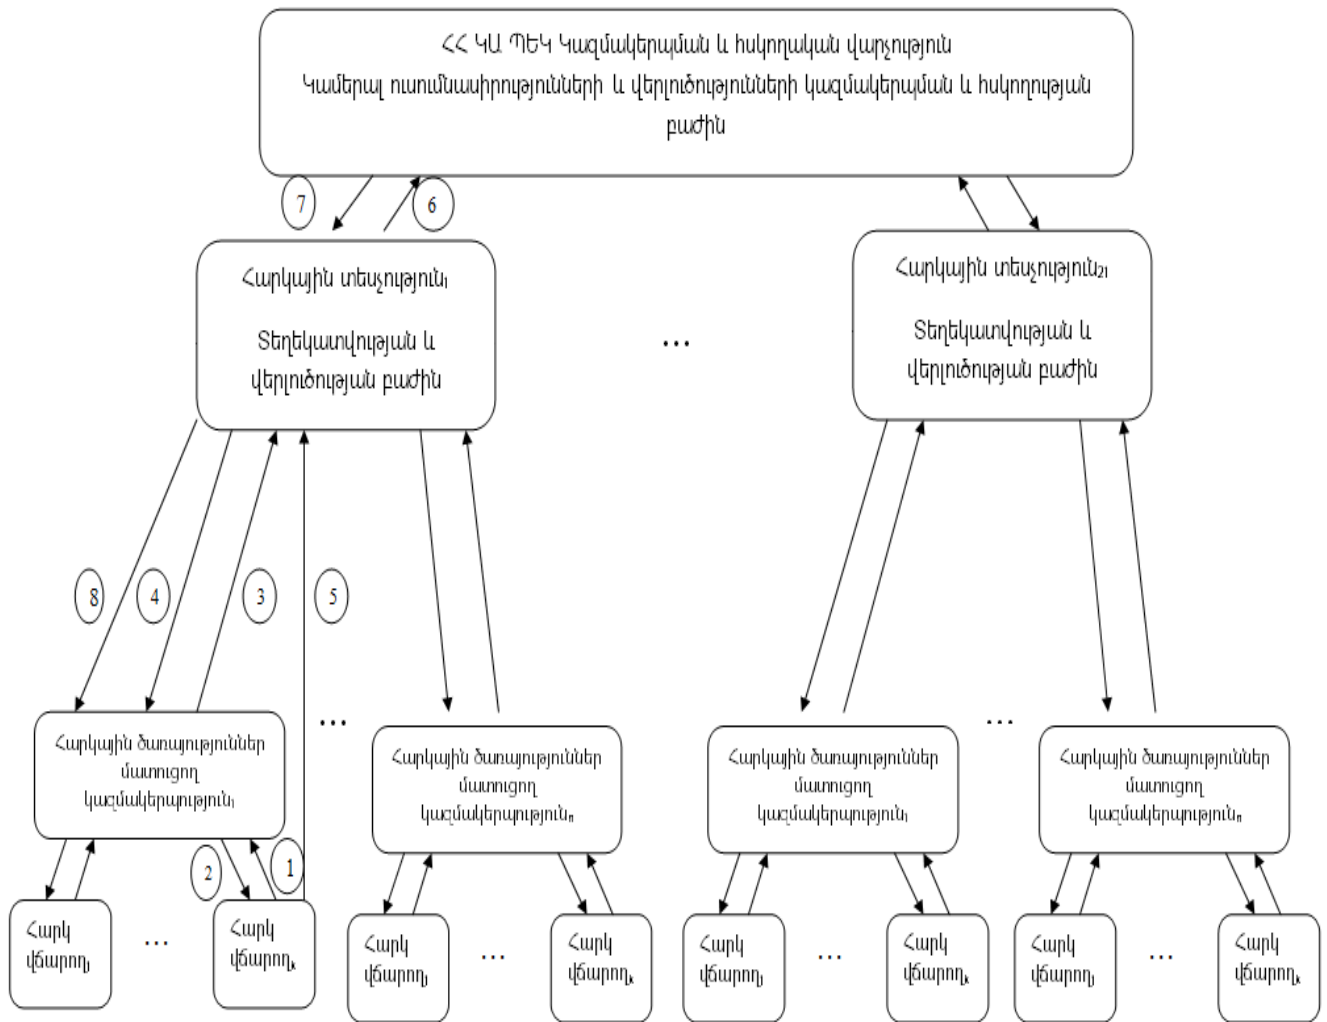 ՀՀ ԿԱ ՊԵԿ Կազմակերպման և հսկողական վարչություն
Կամերալ ուսումնասիրությունների և վերլուծությունների կազմակերպման և հսկողության
բաժին
7
6
Հարկային տեսչություն₁
Տեղեկատվության և
վերլուծության բաժին
...
Հարկային տեսչություն₂₁
Տեղեկատվության և
վերլուծության բաժին
8
4
3
5
Հարկային ծառայություններ
մատուցող
կազմակերպություն₁
...
Հարկային ծառայություններ
մատուցող
կազմակերպությունₙ
Հարկային ծառայություններ
մատուցող
կազմակերպություն₁
...
Հարկային ծառայություններ
մատուցող
կազմակերպությունₙ
2
1
Հարկ
վճարող₁
...
Հարկ
վճարողₖ
Հարկ
վճարող₁
...
Հարկ
վճարողₖ
Հարկ
վճարող₁
...
Հարկ
վճարողₖ
Հարկ
վճարող₁
...
Հարկ
վճարողₖ